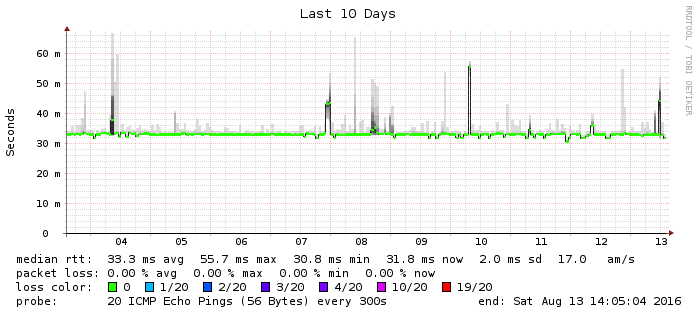 Last 10 Days
RRDTOOL / TOBI OETIKER
Seconds
60 m
50 m
40 m
30 m
20 m
10 m
0
04 05 06 07 08 09 10 11 12 13
median rtt: 33.3 ms avg 55.7 ms max 30.8 ms min 31.8 ms now 2.0 ms sd 17.0 am/s
packet loss: 0.00 % avg 0.00 % max 0.00 % min 0.00 % now
loss color: 0 1/20 2/20 3/20 4/20 10/20 19/20
probe: 20 ICMP Echo Pings (56 Bytes) every 300s end: Sat Aug 13 14:05:04 2016